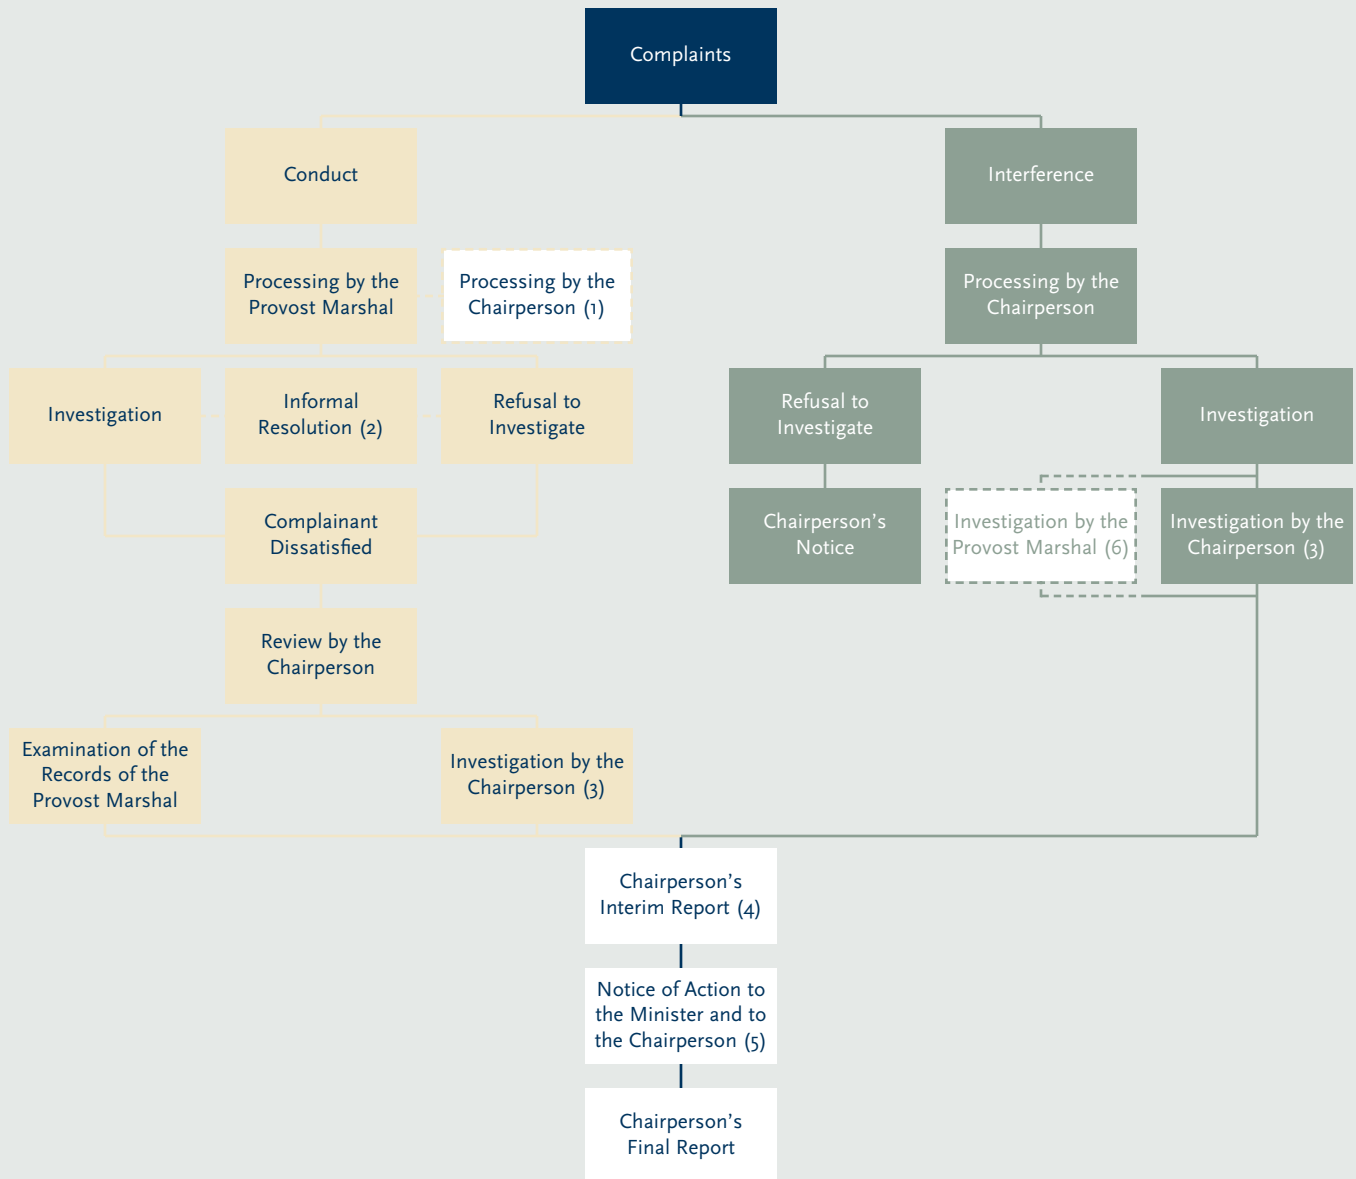 Complaints
Conduct
Interference
Processing by the
Provost Marshal
Processing by the
Chairperson (1)
Processing by the
Chairperson
Investigation
Informal
Resolution (2)
Refusal to
Investigate
Refusal to
Investigate
Investigation
Complainant
Dissatisfied
Chairperson’s
Notice
Investigation by the
Provost Marshal (6)
Investigation by the
Chairperson (3)
Review by the
Chairperson
Examination of the
Records of the
Provost Marshal
Investigation by the
Chairperson (3)
Chairperson’s
Interim Report (4)
Notice of Action to
the Minister and to
the Chairperson (5)
Chairperson’s
Final Report